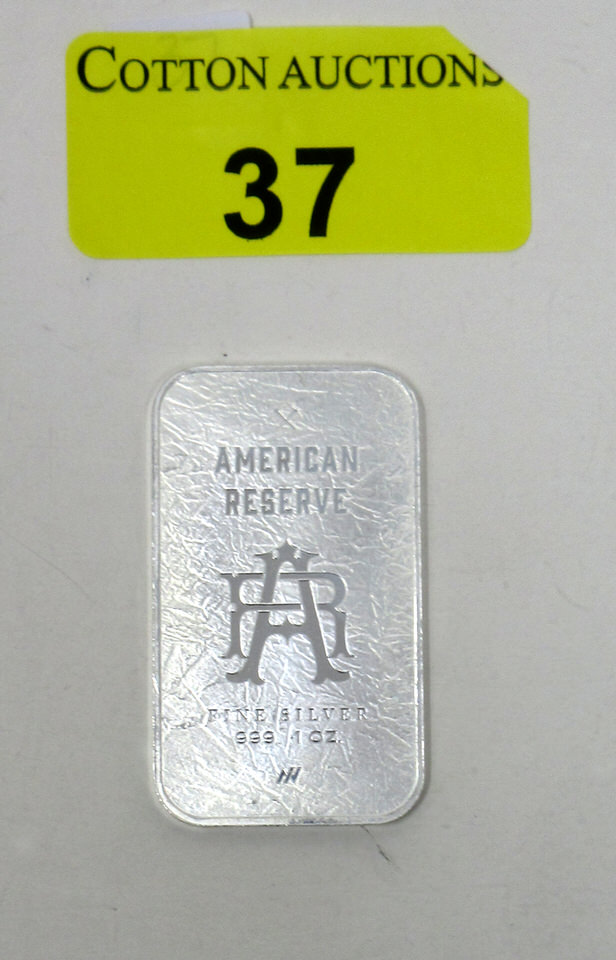 COTTON AUCTIONS
37
AMERICAN
RESERVE
AR
FINE SILVER
999 1 OZ.